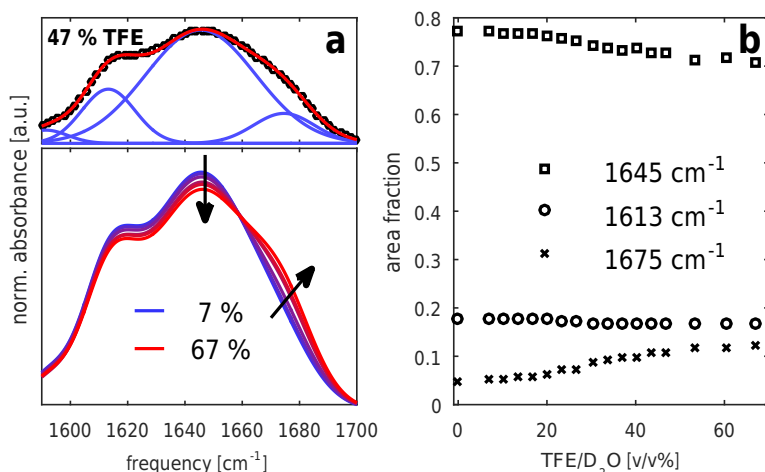 47 % TFE
a
norm. absorbance [a.u.]
7 %
67 %
1600 1620 1640 1660 1680 1700
frequency [cm⁻¹]
b
0.8
0.7
0.6
0.5
0.4
0.3
0.2
0.1
0
area fraction
1645 cm⁻¹
1613 cm⁻¹
1675 cm⁻¹
0 20 40 60
TFE/D₂O [v/v%]